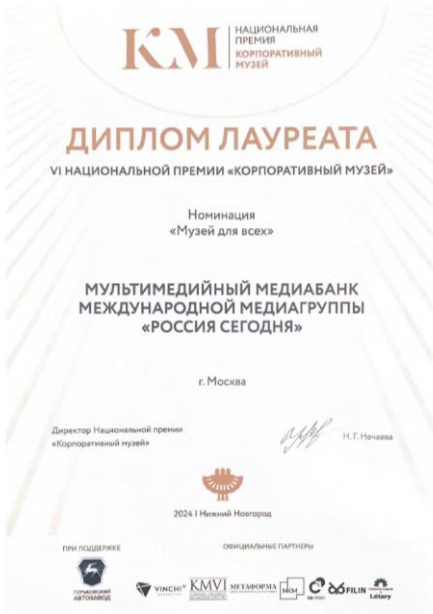 КМ
НАЦИОНАЛЬНАЯ
ПРЕМИЯ
КОРПОРАТИВНЫЙ
МУЗЕЙ
ДИПЛОМ ЛАУРЕАТА
VI НАЦИОНАЛЬНОЙ ПРЕМИИ «КОРПОРАТИВНЫЙ МУЗЕЙ»
Номинация
«Музей для всех»
МУЛЬТИМЕДИЙНЫЙ МЕДИАБАНК
МЕЖДУНАРОДНОЙ МЕДИАГРУППЫ
«РОССИЯ СЕГОДНЯ»
г. Москва
Директор Национальной премии
«Корпоративный музей»
Н. Г. Нечаева
2024 | Нижний Новгород
ПРИ ПОДДЕРЖКЕ
ОФИЦИАЛЬНЫЕ ПАРТНЕРЫ
ГОРЬКОВСКИЙ
АВТОЗАВОД
VINCHI
KMVI
МЕТАФОРМА
МСМ
FILIN
Lotery